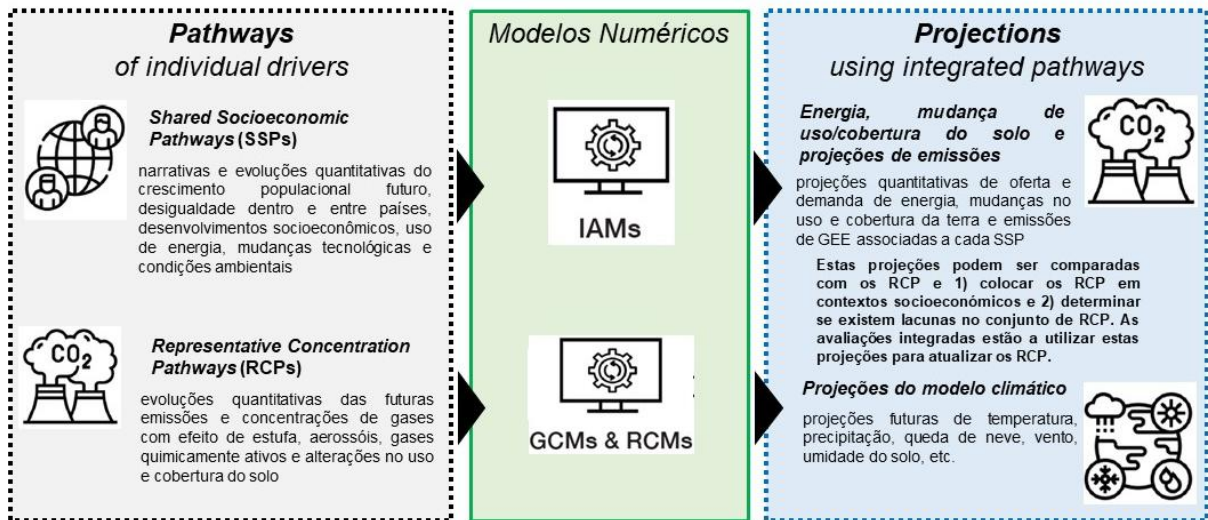 Pathways
of individual drivers
Shared Socioeconomic
Pathways (SSPs)
narrativas e evoluções quantitativas do
crescimento populacional futuro,
desigualdade dentro e entre países,
desenvolvimentos socioeconômicos, uso
de energia, mudanças tecnológicas e
condições ambientais
CO2
Representative Concentration
Pathways (RCPs)
evoluções quantitativas das futuras
emissões e concentrações de gases
com efeito de estufa, aerossóis, gases
quimicamente ativos e alterações no uso
e cobertura do solo
Modelos Numéricos
IAMs
GCMs & RCMs
Projections
using integrated pathways
Energia, mudança de
uso/cobertura do solo e
projeções de emissões
CO2
projeções quantitativas de oferta e
demanda de energia, mudanças no
uso e cobertura da terra e emissões
de GEE associadas a cada SSP
Estas projeções podem ser comparadas
com os RCP e 1) colocar os RCP em
contextos socioeconómicos e 2) determinar
se existem lacunas no conjunto de RCP. As
avaliações integradas estão a utilizar estas
projeções para atualizar os RCP.
Projeções do modelo climático
projeções futuras de temperatura,
precipitação, queda de neve, vento,
umidade do solo, etc.